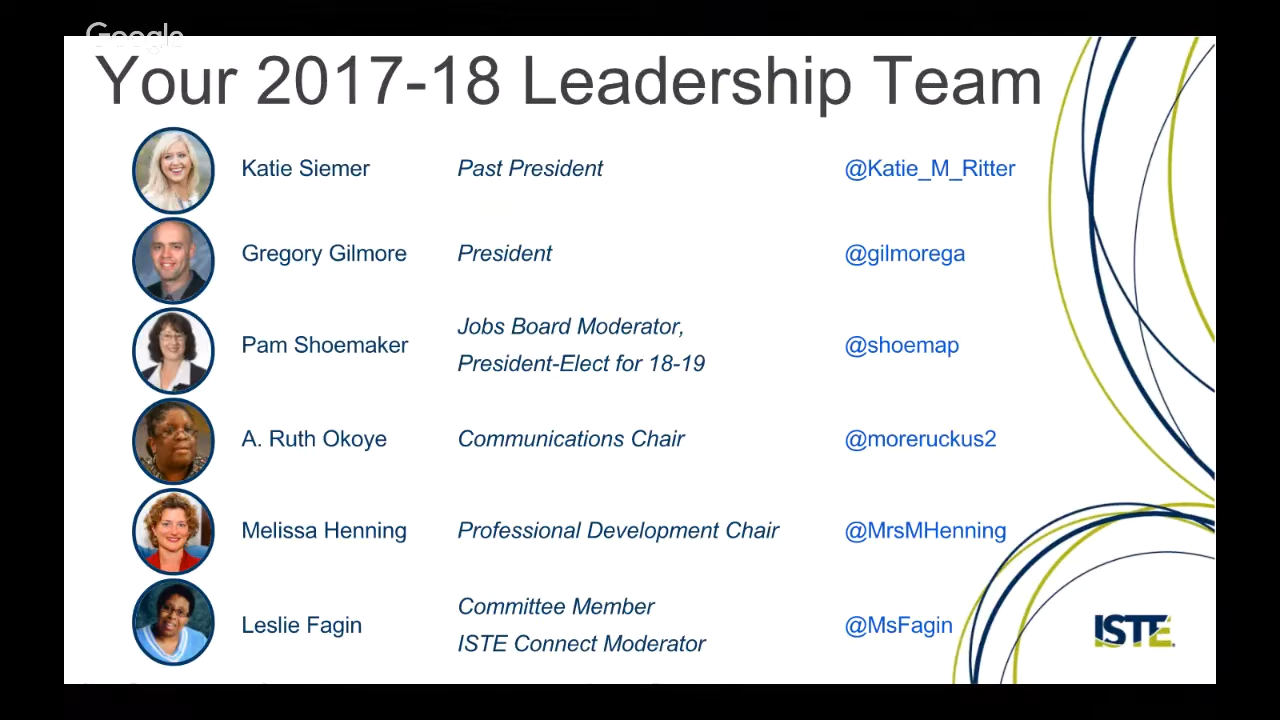 Google
Your 2017-18 Leadership Team
Katie Siemer Past President @Katie_M_Ritter
Gregory Gilmore President @gilmorega
Pam Shoemaker Jobs Board Moderator, President-Elect for 18-19 @shoemap
A. Ruth Okoye Communications Chair @moreruckus2
Melissa Henning Professional Development Chair @MrsMHenning
Leslie Fagin Committee Member ISTE Connect Moderator @MsFagin
ISTE